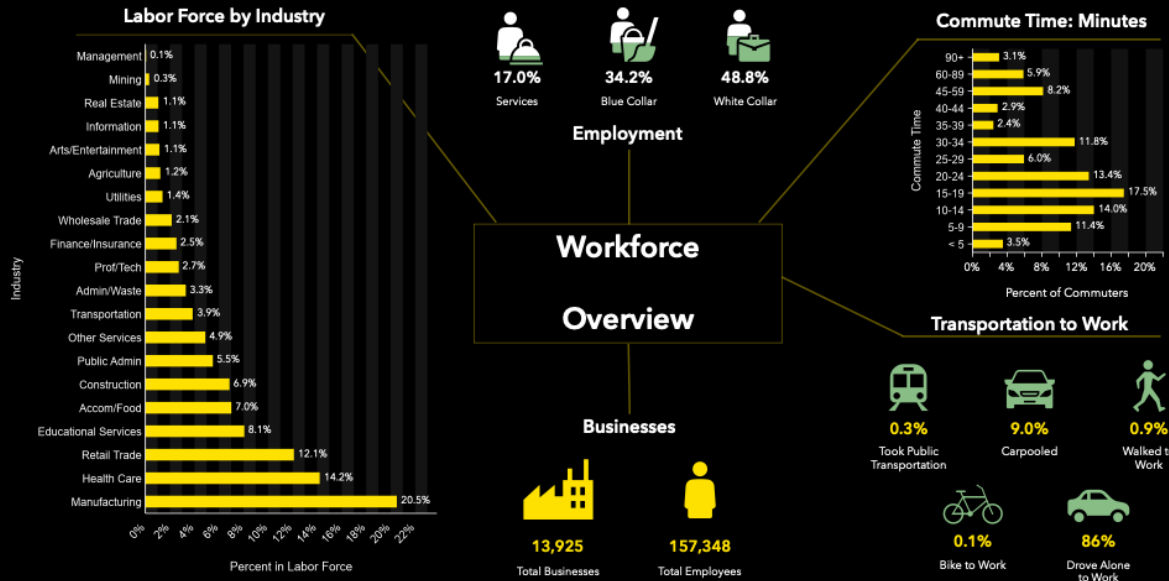 Labor Force by Industry
Industry
Management 0.1%
Mining 0.3%
Real Estate 1.1%
Information 1.1%
Arts/Entertainment 1.1%
Agriculture 1.2%
Utilities 1.4%
Wholesale Trade 2.1%
Finance/Insurance 2.5%
Prof/Tech 2.7%
Admin/Waste 3.3%
Transportation 3.9%
Other Services 4.9%
Public Admin 5.5%
Construction 6.9%
Accom/Food 7.0%
Educational Services 8.1%
Retail Trade 12.1%
Health Care 14.2%
Manufacturing 20.5%
0% 2% 4% 6% 8% 10% 12% 14% 16% 18% 20% 22%
Percent in Labor Force
17.0% 34.2% 48.8%
Services Blue Collar White Collar
Employment
Workforce
Overview
Businesses
13,925 157,348
Total Businesses Total Employees
Commute Time: Minutes
Commute Time
90+ 3.1%
60-89 5.9%
45-59 8.2%
40-44 2.9%
35-39 2.4%
30-34 11.8%
25-29 6.0%
20-24 13.4%
15-19 17.5%
10-14 14.0%
5-9 11.4%
< 5 3.5%
0% 4% 8% 12% 16% 20%
Percent of Commuters
Transportation to Work
0.3% 9.0% 0.9%
Took Public Carpooled Walked t
Transportation Work
0.1% 86%
Bike to Work Drove Alone
to Work